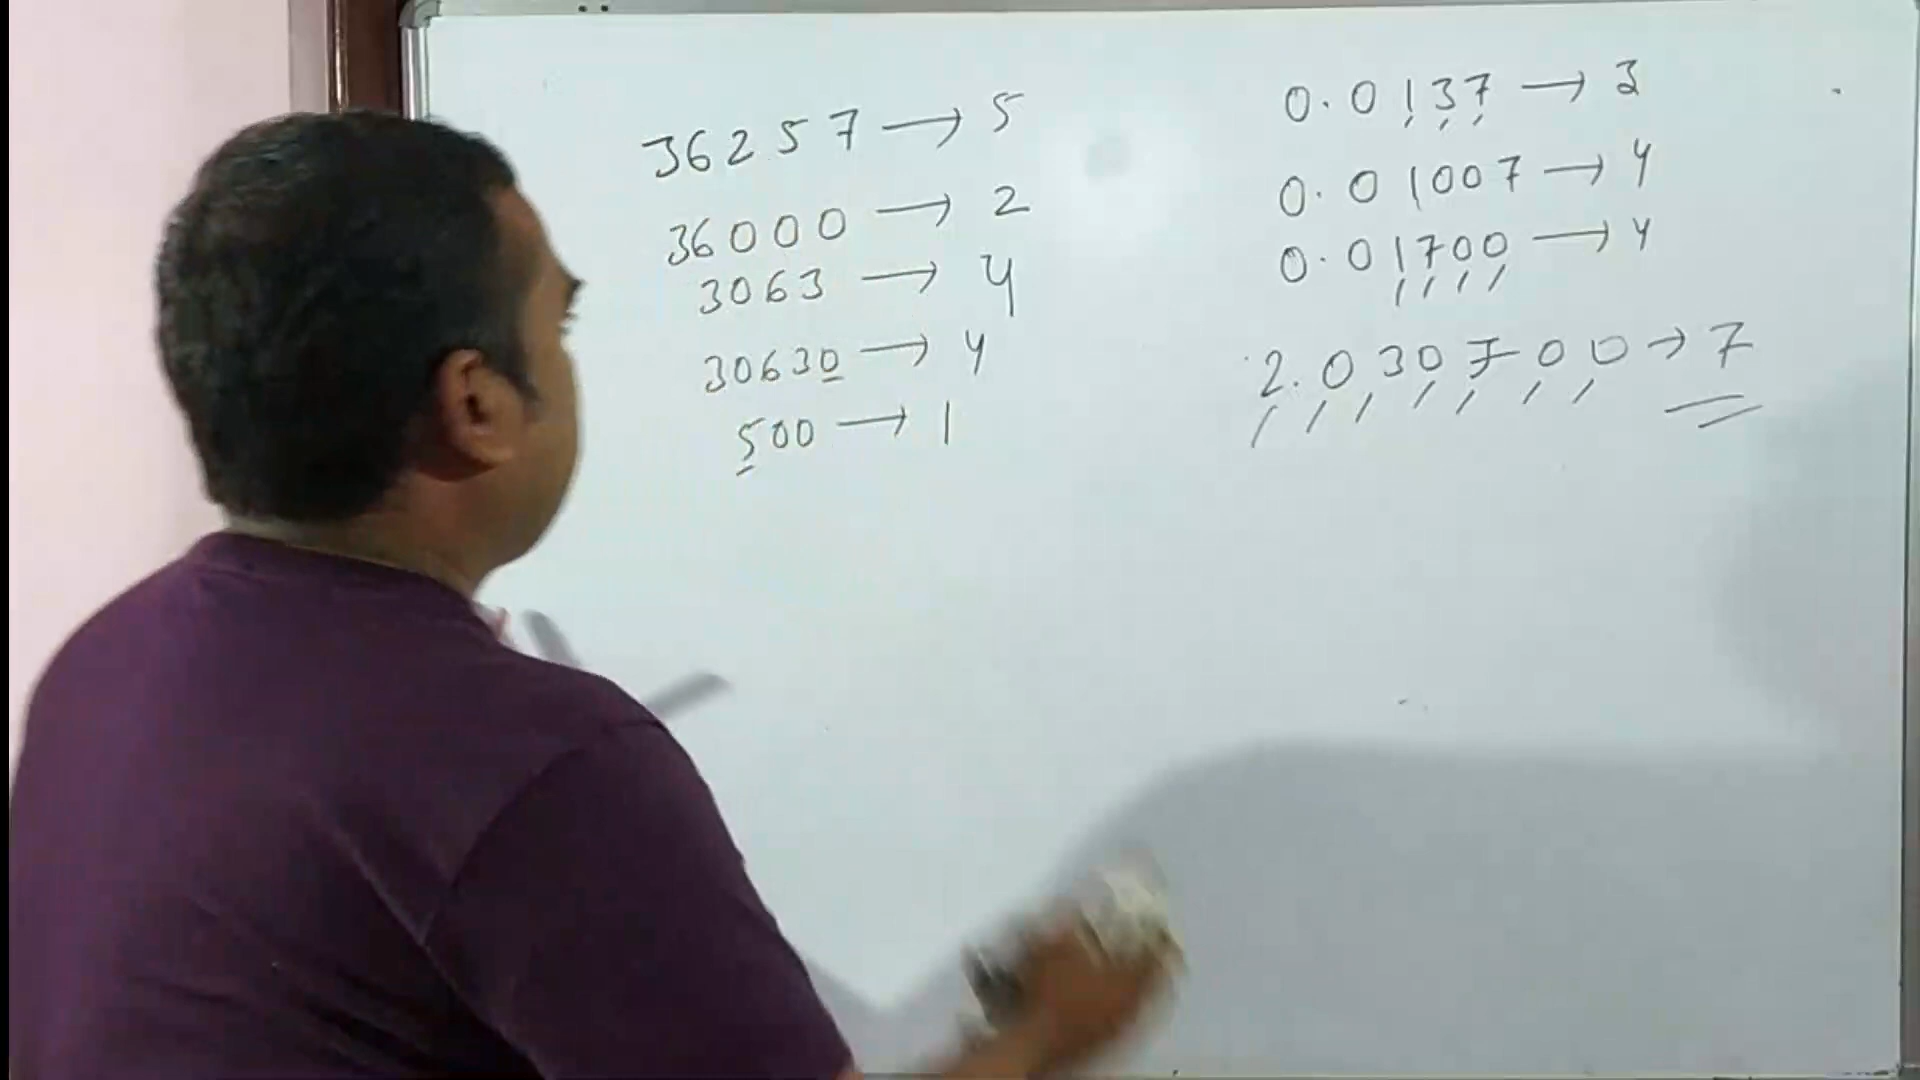 36257 → 5
36000 → 2
3063 → 4
30630 → 4
500 → 1
0.0137 → 3
0.01007 → 4
0.01700 → 4
2.030700 → 7